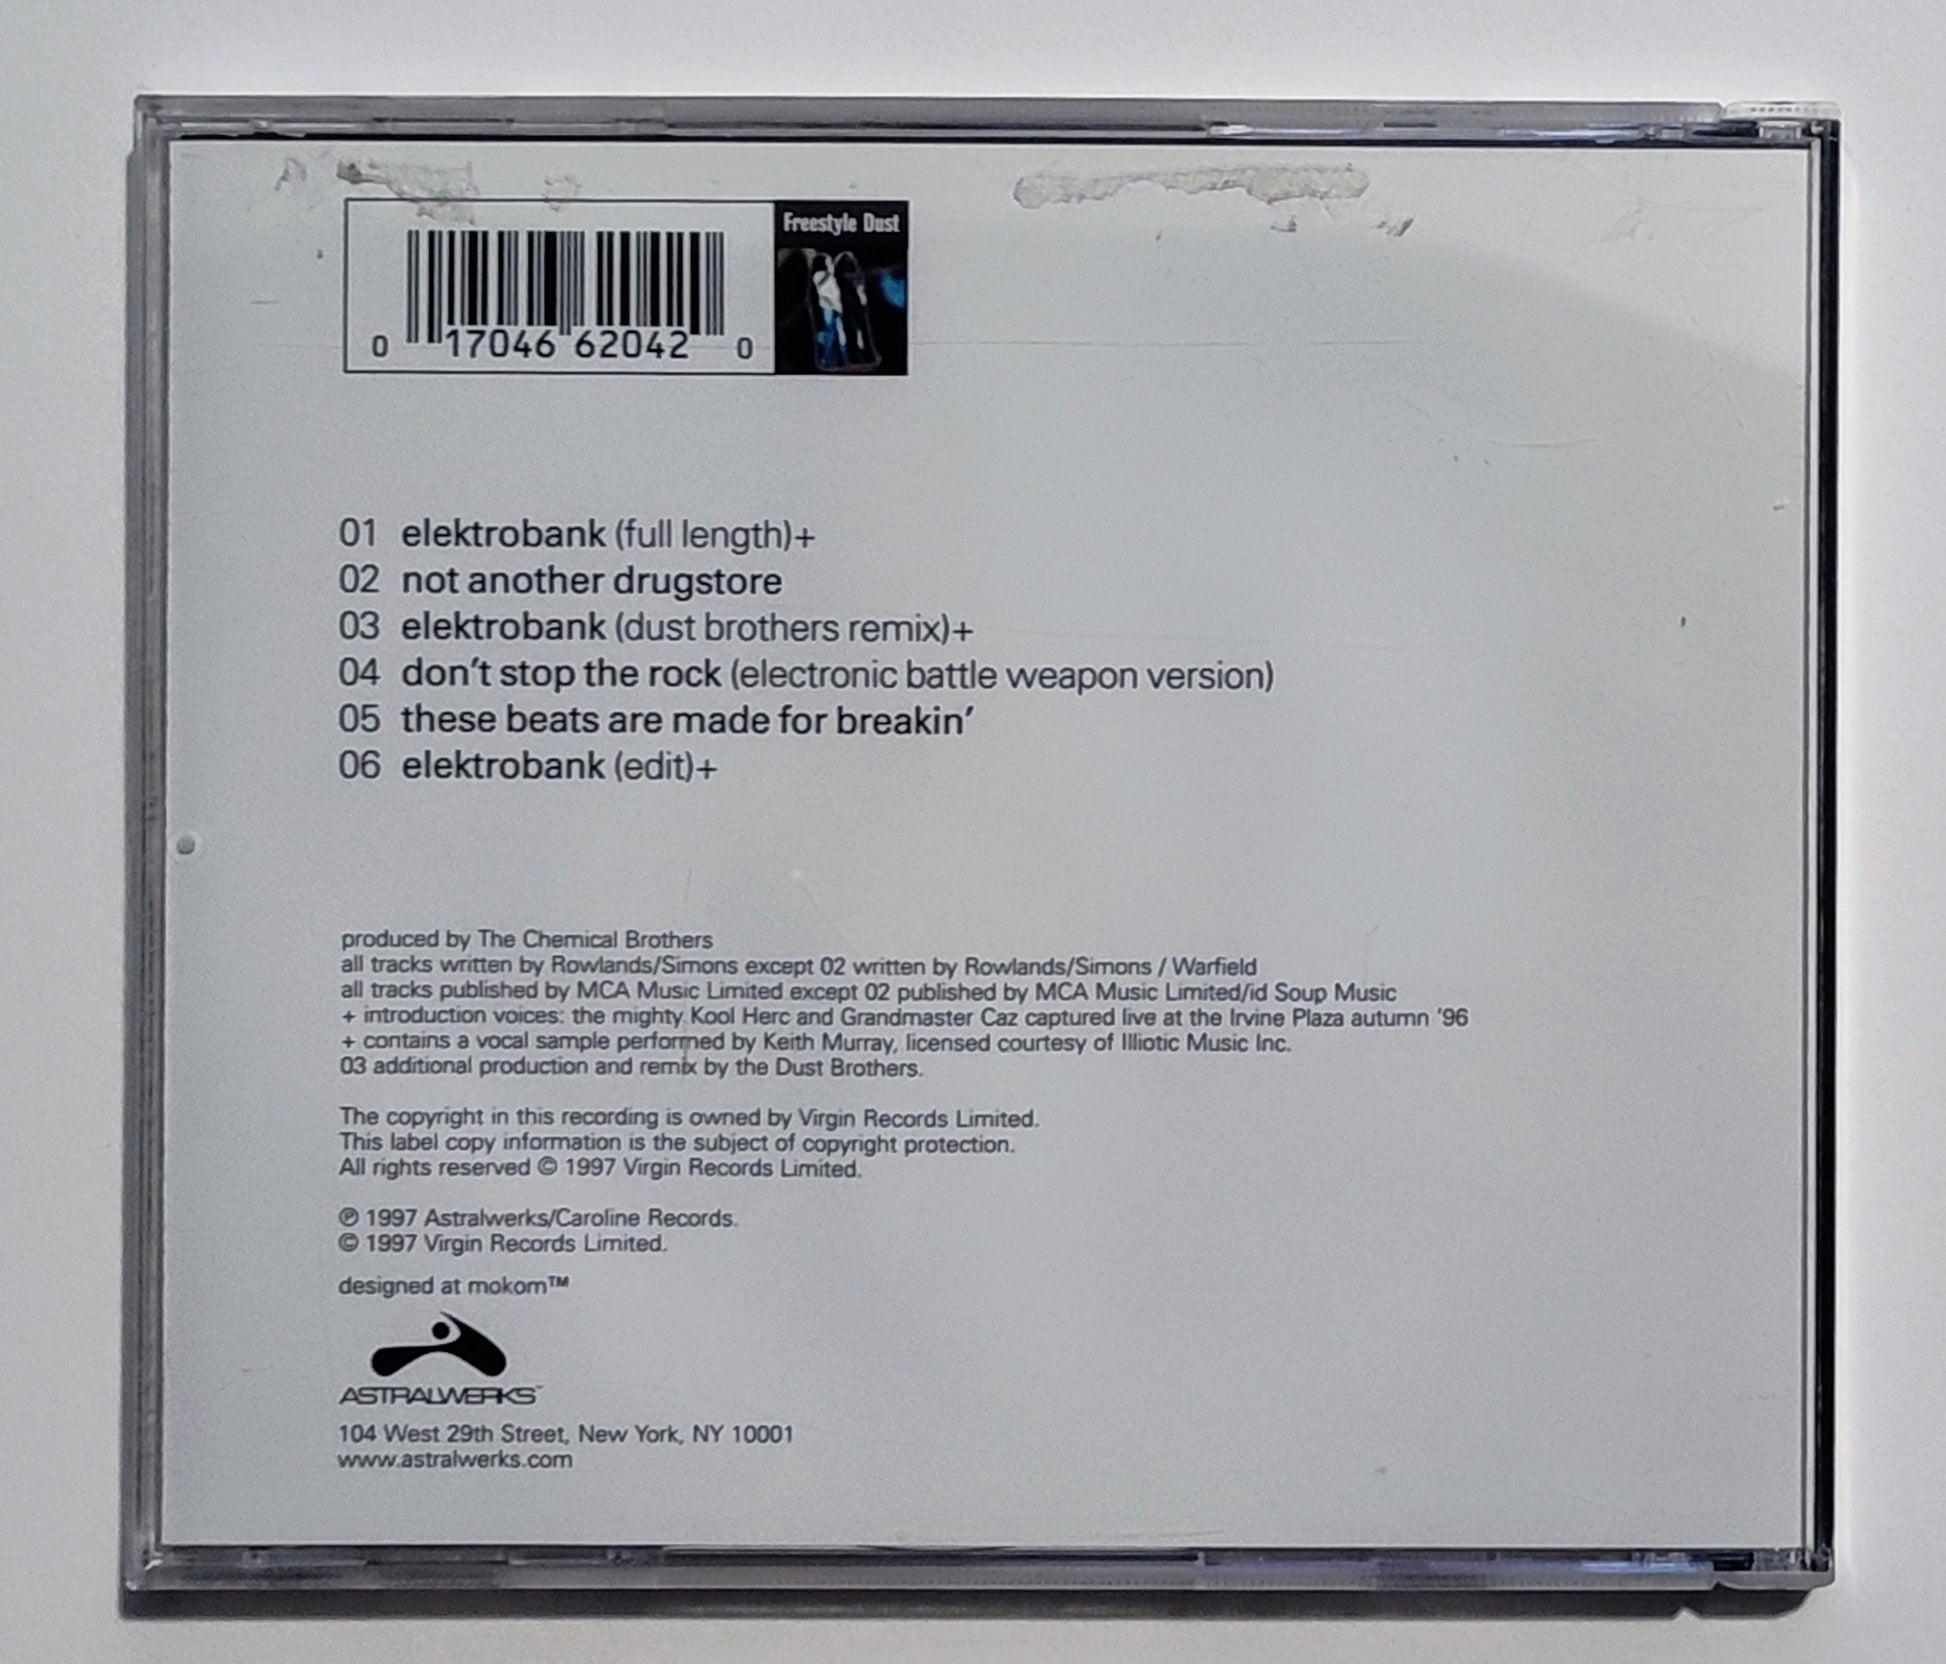 Freestyle Dust
0 17046 62042 0
01 elektrobank (full length)+
02 not another drugstore
03 elektrobank (dust brothers remix)+
04 don't stop the rock (electronic battle weapon version)
05 these beats are made for breakin'
06 elektrobank (edit)+
produced by The Chemical Brothers
all tracks written by Rowlands/Simons except 02 written by Rowlands/Simons / Warfield
all tracks published by MCA Music Limited except 02 published by MCA Music Limited/id Soup Music
+ introduction voices: the mighty Kool Herc and Grandmaster Caz captured live at the Irvine Plaza autumn '96
+ contains a vocal sample performed by Keith Murray, licensed courtesy of Illiotic Music Inc.
03 additional production and remix by the Dust Brothers.
The copyright in this recording is owned by Virgin Records Limited.
This label copy information is the subject of copyright protection.
All rights reserved © 1997 Virgin Records Limited.
℗ 1997 Astralwerks/Caroline Records.
© 1997 Virgin Records Limited.
designed at mokom™
ASTRALWERKS™
104 West 29th Street, New York, NY 10001
www.astralwerks.com